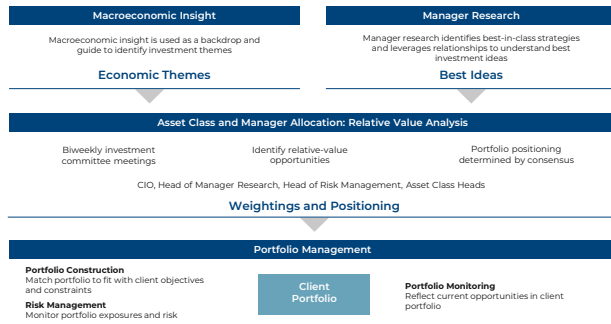 Macroeconomic Insight
Macroeconomic insight is used as a backdrop and
guide to identify investment themes
Economic Themes
Manager Research
Manager research identifies best-in-class strategies
and leverages relationships to understand best
investment ideas
Best Ideas
Asset Class and Manager Allocation: Relative Value Analysis
Biweekly investment
committee meetings
Identify relative-value
opportunities
Portfolio positioning
determined by consensus
CIO, Head of Manager Research, Head of Risk Management, Asset Class Heads
Weightings and Positioning
Portfolio Management
Portfolio Construction
Match portfolio to fit with client objectives
and constraints
Risk Management
Monitor portfolio exposures and risk
Client
Portfolio
Portfolio Monitoring
Reflect current opportunities in client
portfolio